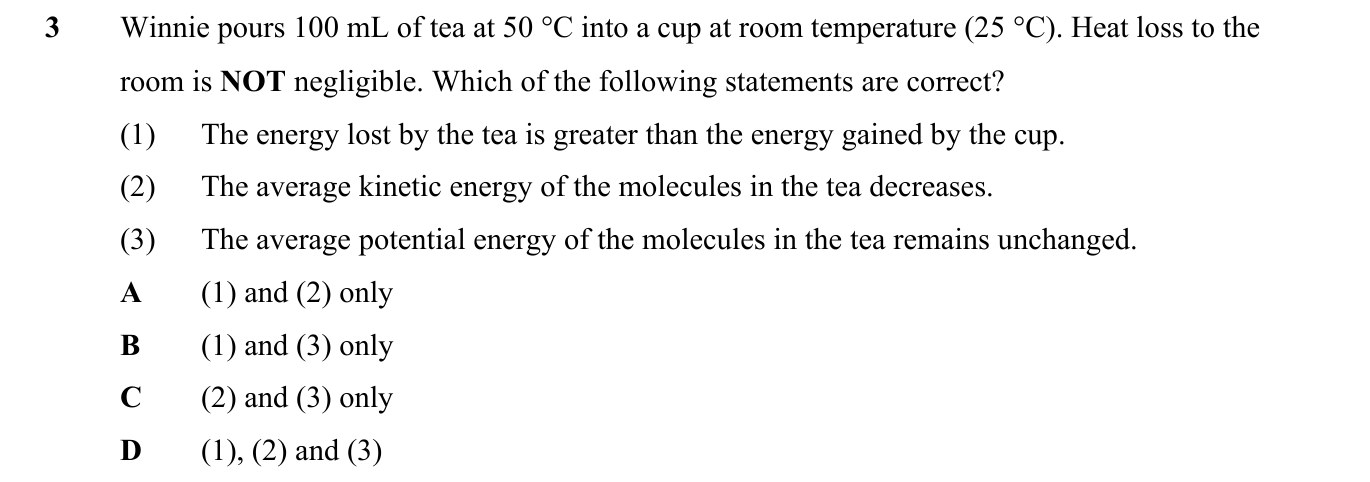 3 Winnie pours 100 mL of tea at 50 °C into a cup at room temperature (25 °C). Heat loss to the
room is NOT negligible. Which of the following statements are correct?
(1) The energy lost by the tea is greater than the energy gained by the cup.
(2) The average kinetic energy of the molecules in the tea decreases.
(3) The average potential energy of the molecules in the tea remains unchanged.
A (1) and (2) only
B (1) and (3) only
C (2) and (3) only
D (1), (2) and (3)